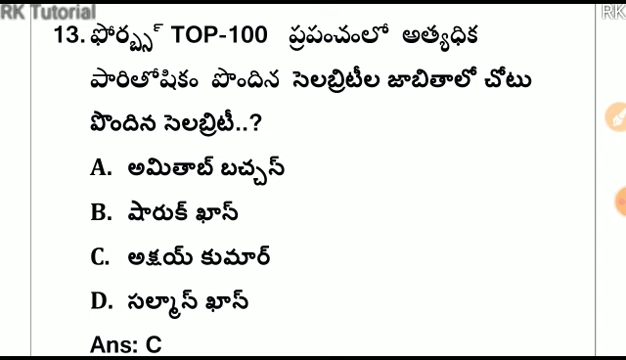 RK Tutorial
RK
13. ఫోర్బ్స్ TOP-100 ప్రపంచంలో అత్యధిక
పారితోషికం పొందిన సెలబ్రిటీల జాబితాలో చోటు
పొందిన సెలబ్రిటీ..?
A. అమితాబ్ బచ్చన్
B. షారుక్ ఖాన్
C. అక్షయ్ కుమార్
D. సల్మాన్ ఖాన్
Ans: C